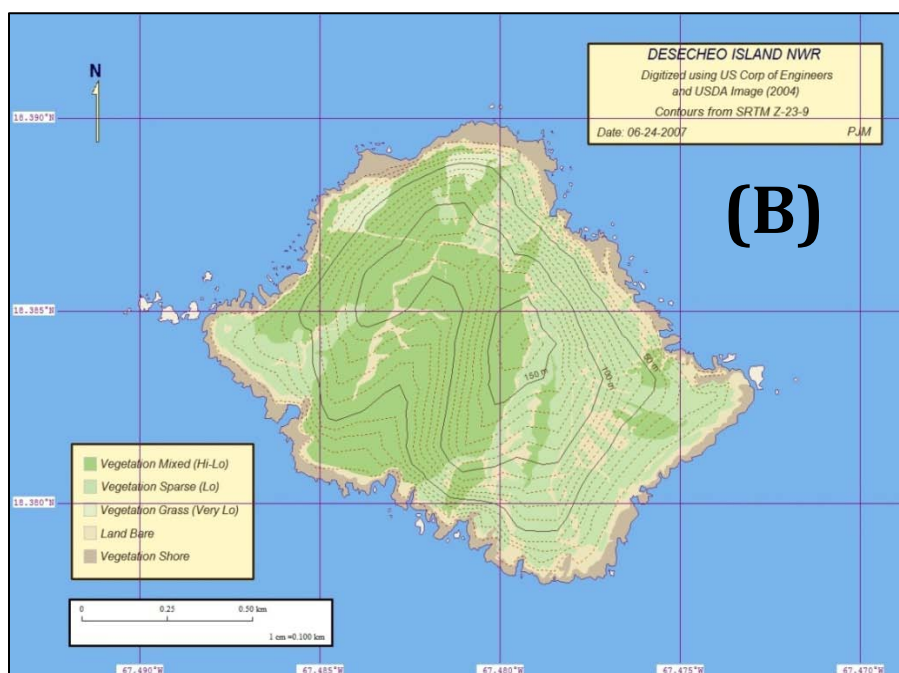 DESECHEO ISLAND NWR
Digitized using US Corp of Engineers
and USDA Image (2004)
Contours from SRTM Z-23-9
Date: 06-24-2007 PJM
N
18.390°N
(B)
18.385°N
50 m
100 m
150 m
Vegetation Mixed (Hi-Lo)
Vegetation Sparse (Lo)
Vegetation Grass (Very Lo)
Land Bare
Vegetation Shore
18.380°N
0 0.25 0.50 km
1 cm =0.100 km
67.490°W 67.485°W 67.480°W 67.475°W 67.470°W